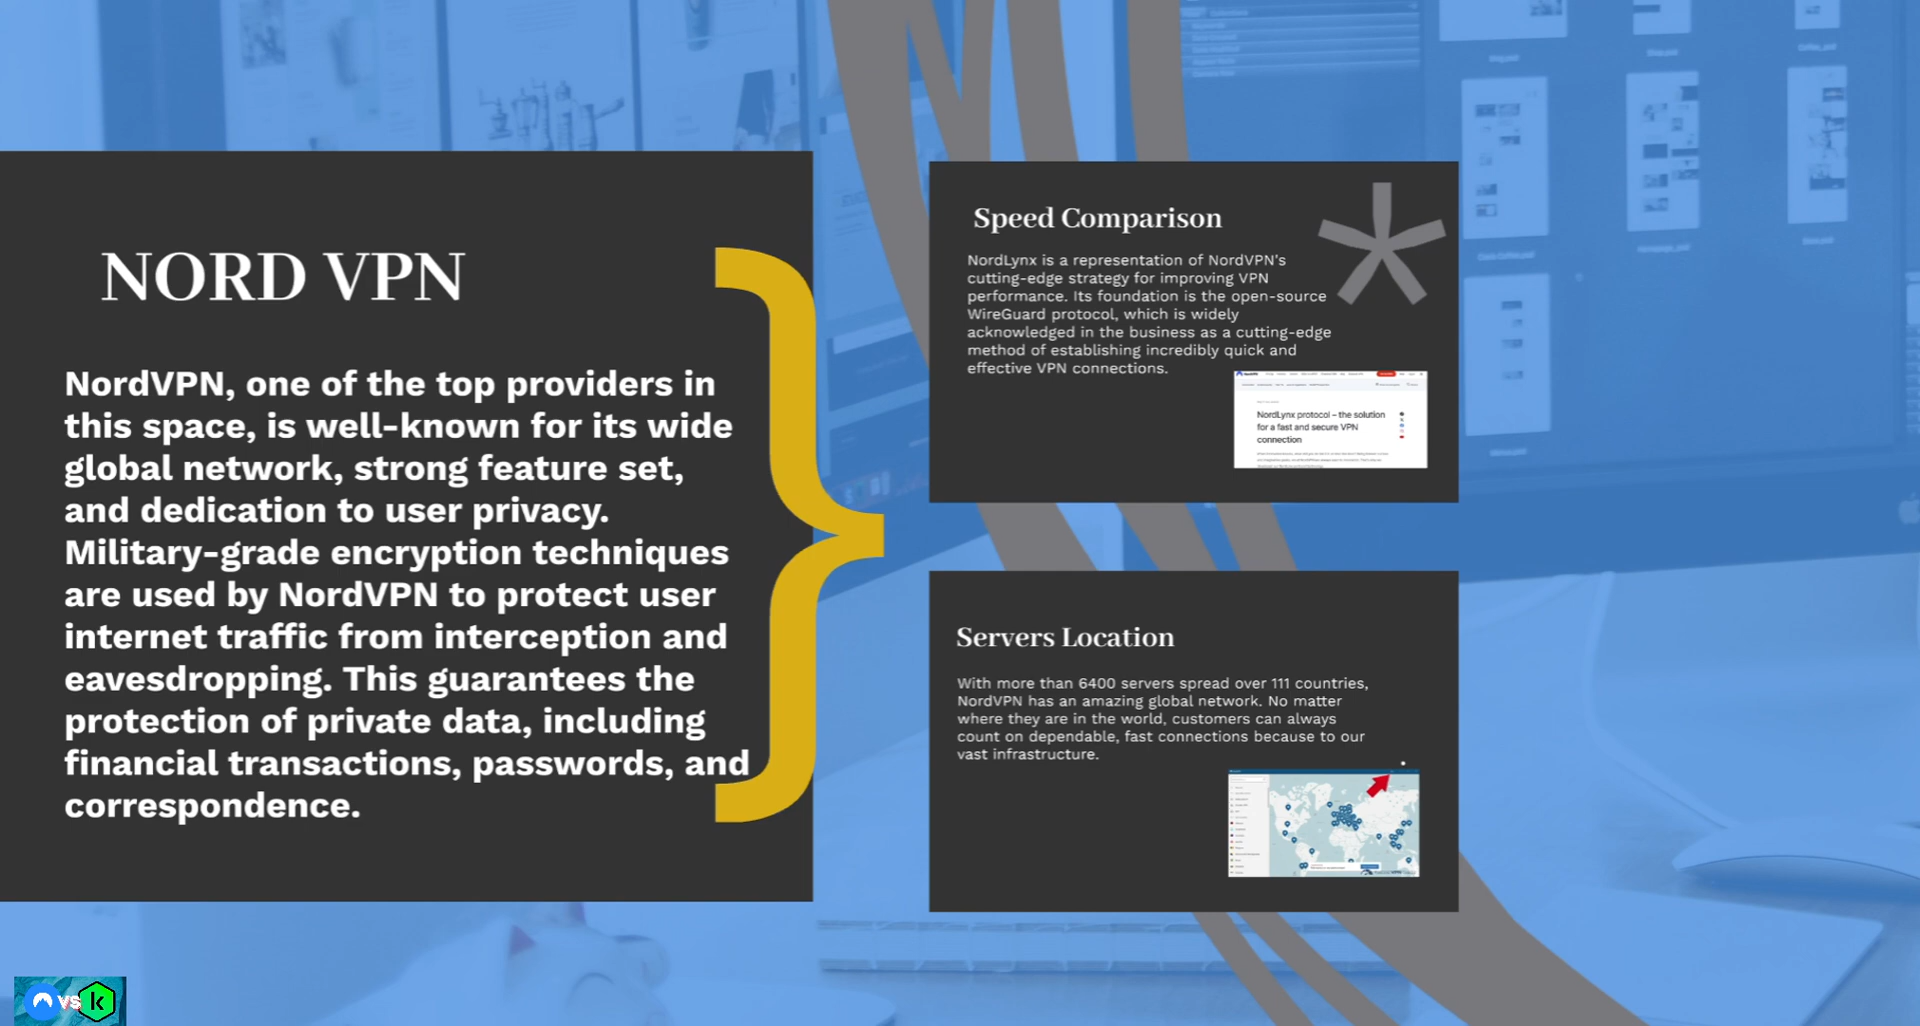 NORD VPN
NordVPN, one of the top providers in
this space, is well-known for its wide
global network, strong feature set,
and dedication to user privacy.
Military-grade encryption techniques
are used by NordVPN to protect user
internet traffic from interception and
eavesdropping. This guarantees the
protection of private data, including
financial transactions, passwords, and
correspondence.
Speed Comparison
NordLynx is a representation of NordVPN's
cutting-edge strategy for improving VPN
performance. Its foundation is the open-source
WireGuard protocol, which is widely
acknowledged in the business as a cutting-edge
method of establishing incredibly quick and
effective VPN connections.
NordLynx protocol – the solution
for a fast and secure VPN
connection
Servers Location
With more than 6400 servers spread over 111 countries,
NordVPN has an amazing global network. No matter
where they are in the world, customers can always
count on dependable, fast connections because to our
vast infrastructure.
VS
k